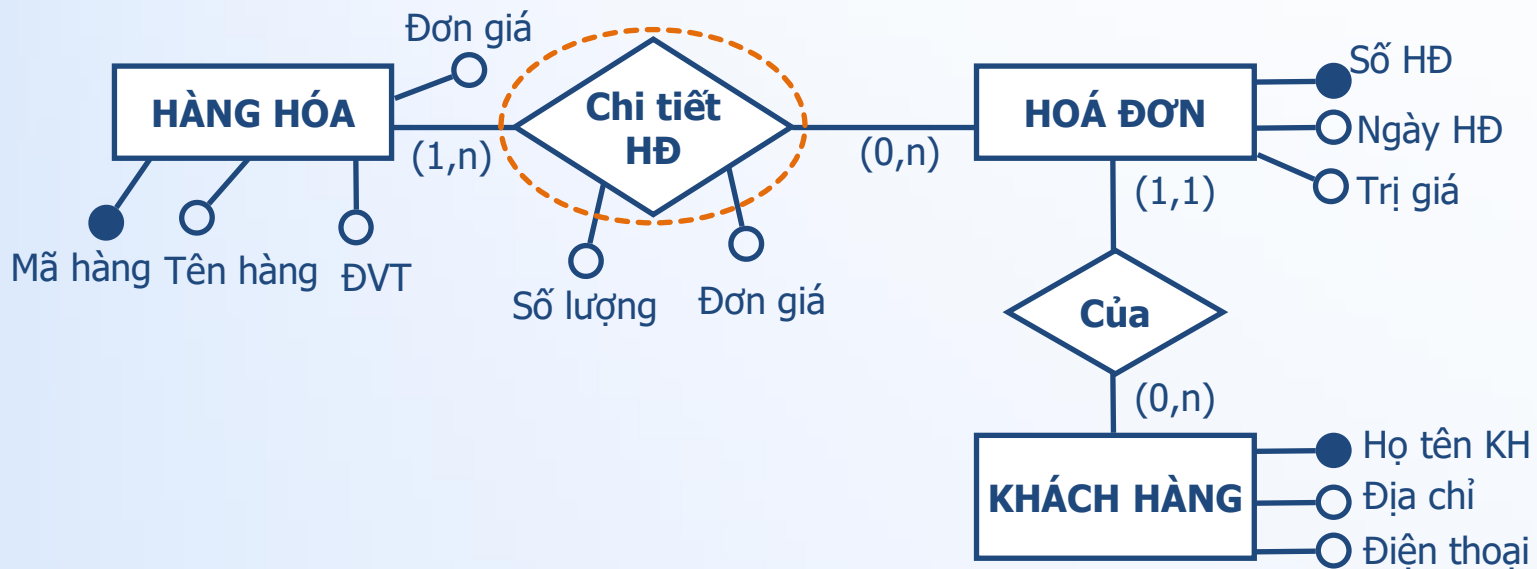 Đơn giá
HÀNG HÓA
Chi tiết
HĐ
HOÁ ĐƠN
Số HĐ
Ngày HĐ
Trị giá
(1,n)
(0,n)
(1,1)
Mã hàng
Tên hàng
ĐVT
Số lượng
Đơn giá
Của
(0,n)
KHÁCH HÀNG
Họ tên KH
Địa chỉ
Điện thoại